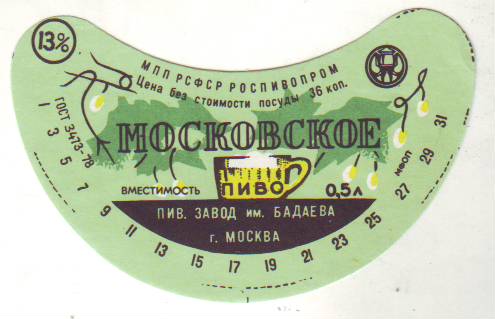 13%
МПП РСФСР РОСПИВОПРОМ
Цена без стоимости посуды 36 коп.
ГОСТ 3473-78
МОСКОВСКОЕ
ПИВО
ВМЕСТИМОСТЬ 0,5 л
ПИВ. ЗАВОД им. БАДАЕВА
г. МОСКВА
1 3 5 7 9 11 13 15 17 19 21 23 25 27 29 31